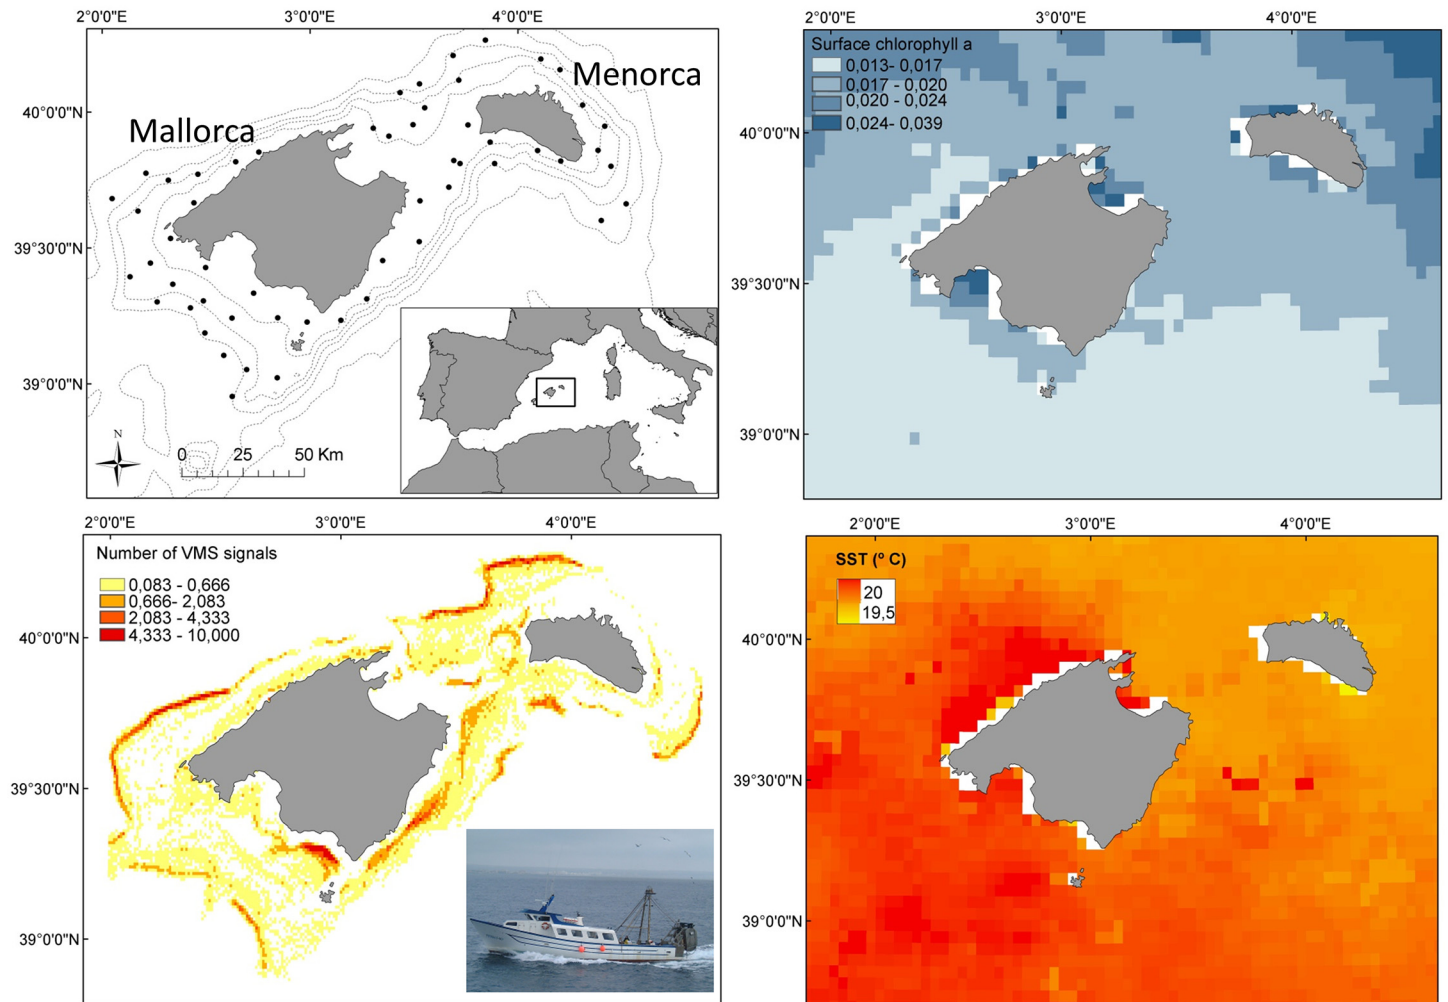 2°0'0"E 3°0'0"E 4°0'0"E
40°0'0"N
39°30'0"N
39°0'0"N
Mallorca
Menorca
N
0 25 50 Km
2°0'0"E 3°0'0"E 4°0'0"E
40°0'0"N
39°30'0"N
39°0'0"N
Surface chlorophyll a
0,013- 0,017
0,017 - 0,020
0,020 - 0,024
0,024- 0,039
2°0'0"E 3°0'0"E 4°0'0"E
40°0'0"N
39°30'0"N
39°0'0"N
Number of VMS signals
0,083 - 0,666
0,666- 2,083
2,083 - 4,333
4,333 - 10,000
2°0'0"E 3°0'0"E 4°0'0"E
40°0'0"N
39°30'0"N
39°0'0"N
SST (º C)
20
19,5